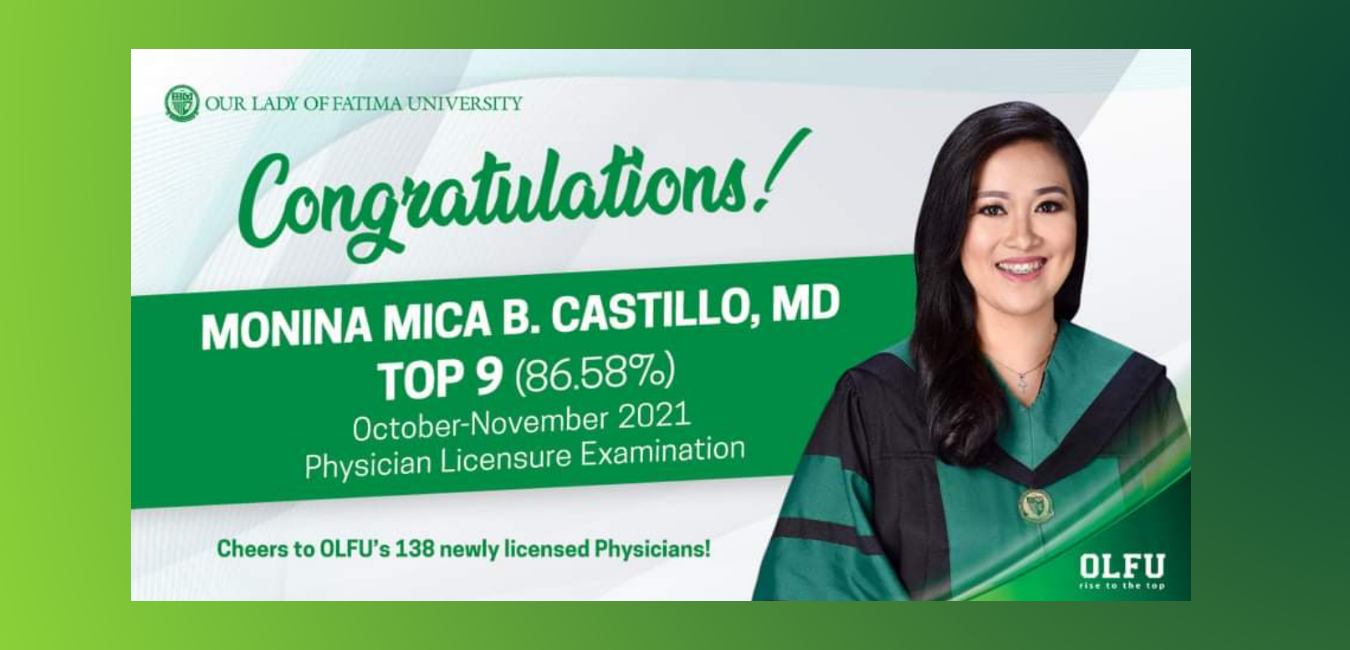 OUR LADY OF FATIMA UNIVERSITY
Congratulations!
MONINA MICA B. CASTILLO, MD
TOP 9 (86.58%)
October-November 2021
Physician Licensure Examination
Cheers to OLFU's 138 newly licensed Physicians!
OLFU
rise to the top